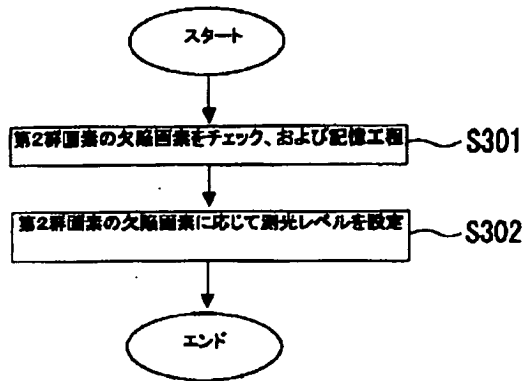 スタート
第2群画素の欠陥画素をチェック、および記憶工程
S301
第2群画素の欠陥画素に応じて測光レベルを設定
S302
エンド